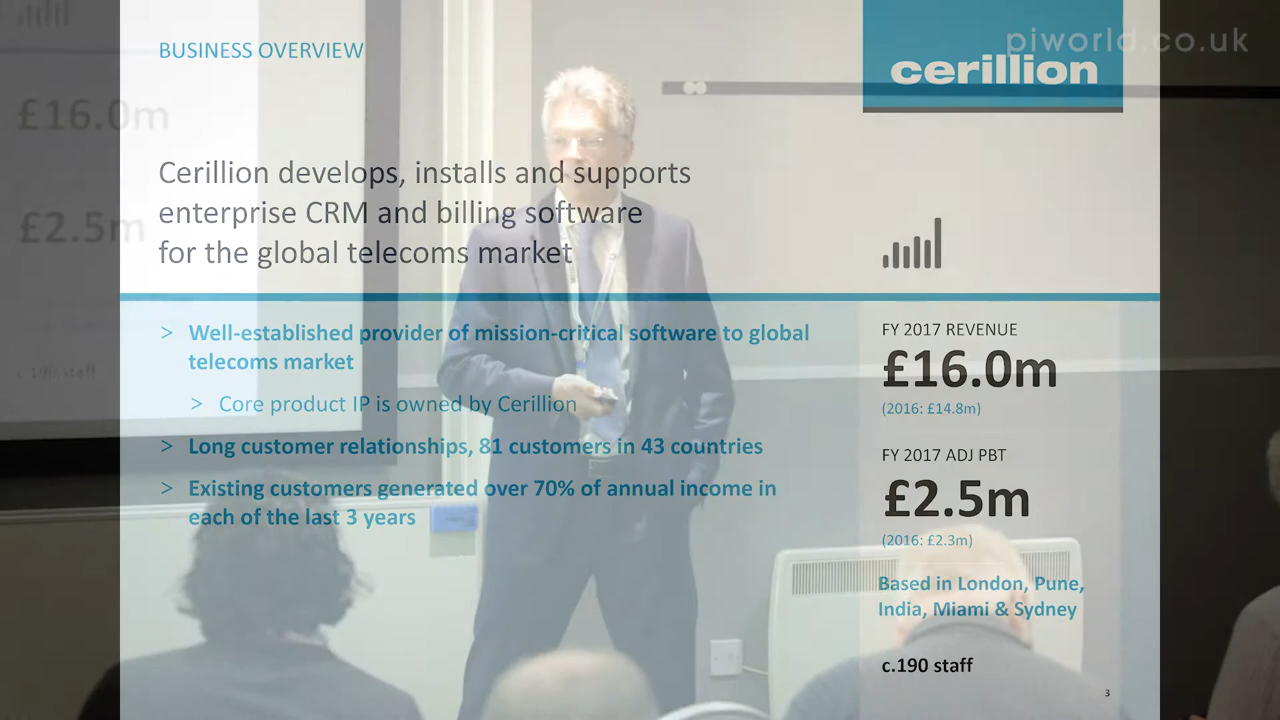 piworld.co.uk
BUSINESS OVERVIEW
cerillion
£16.0m
£2.5m
c.190 staff
Cerillion develops, installs and supports
enterprise CRM and billing software
for the global telecoms market
> Well-established provider of mission-critical software to global
telecoms market
> Core product IP is owned by Cerillion
> Long customer relationships, 81 customers in 43 countries
> Existing customers generated over 70% of annual income in
each of the last 3 years
FY 2017 REVENUE
£16.0m
(2016: £14.8m)
FY 2017 ADJ PBT
£2.5m
(2016: £2.3m)
Based in London, Pune,
India, Miami & Sydney
c.190 staff
3